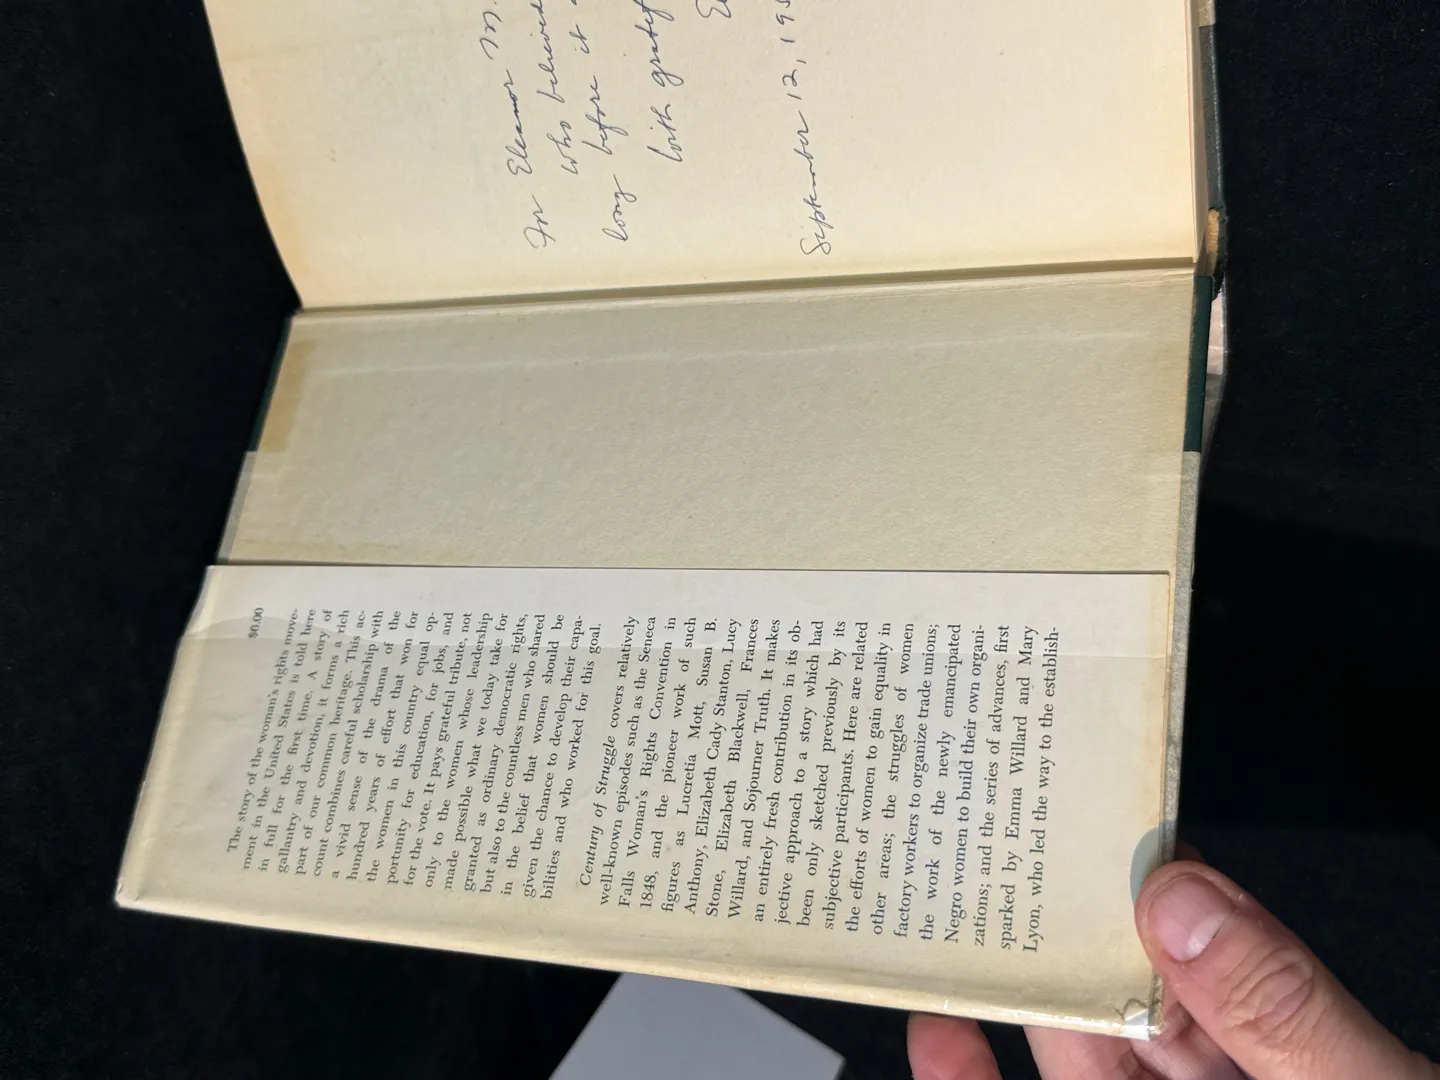 $6.00
The story of the woman's rights move-
ment in the United States is told here
in full for the first time. A story of
gallantry and devotion, it forms a rich
part of our common heritage. This ac-
count combines careful scholarship with
a vivid sense of the drama of the
hundred years of effort that won for
the women in this country equal op-
portunity for education, for jobs, and
for the vote. It pays grateful tribute, not
only to the women whose leadership
made possible what we today take for
granted as ordinary democratic rights,
but also to the countless men who shared
in the belief that women should be
given the chance to develop their capa-
bilities and who worked for this goal.
Century of Struggle covers relatively
well-known episodes such as the Seneca
Falls Woman's Rights Convention in
1848, and the pioneer work of such
figures as Lucretia Mott, Susan B.
Anthony, Elizabeth Cady Stanton, Lucy
Stone, Elizabeth Blackwell, Frances
Willard, and Sojourner Truth. It makes
an entirely fresh contribution in its ob-
jective approach to a story which had
been only sketched previously by its
subjective participants. Here are related
the efforts of women to gain equality in
other areas; the struggles of women
factory workers to organize trade unions;
the work of the newly emancipated
Negro women to build their own organi-
zations; and the series of advances, first
sparked by Emma Willard and Mary
Lyon, who led the way to the establish-
For Eleanor M.
who believed
long before it
with
September 12, 195